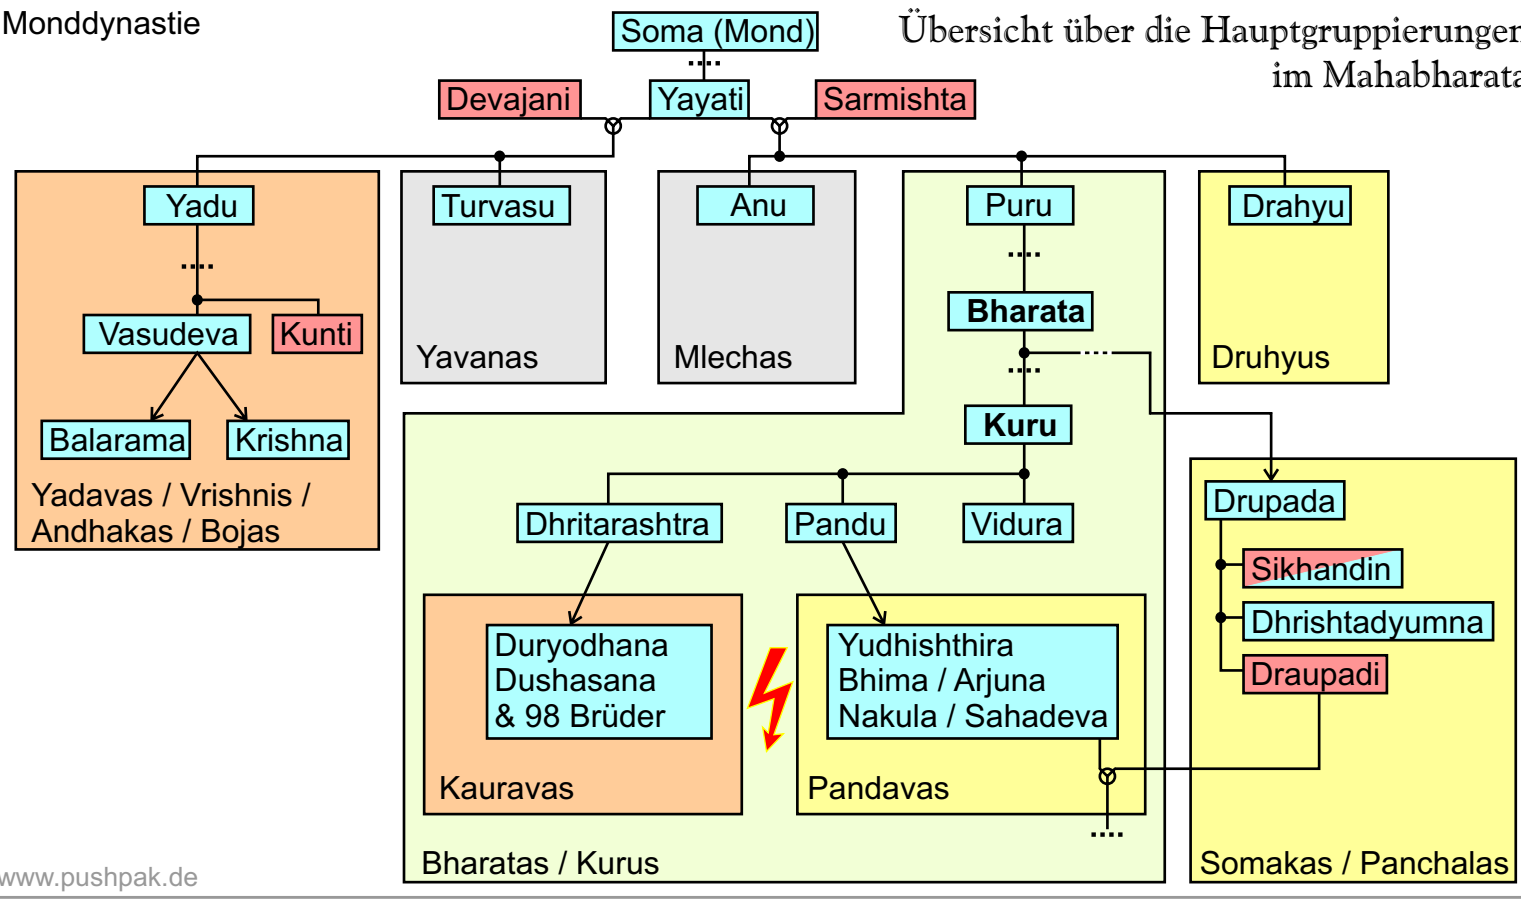 Monddynastie
Übersicht über die Hauptgruppierungen
im Mahabharata
Soma (Mond)
Devajani
Yayati
Sarmishta
Yadu
Turvasu
Anu
Puru
Drahyu
Bharata
Vasudeva
Kunti
Yavanas
Mlechas
Druhyus
Kuru
Balarama
Krishna
Yadavas / Vrishnis /
Andhakas / Bojas
Dhritarashtra
Pandu
Vidura
Drupada
Sikhandin
Dhrishtadyumna
Draupadi
Duryodhana
Dushasana
& 98 Brüder
Yudhishthira
Bhima / Arjuna
Nakula / Sahadeva
Kauravas
Pandavas
Bharatas / Kurus
Somakas / Panchalas
www.pushpak.de